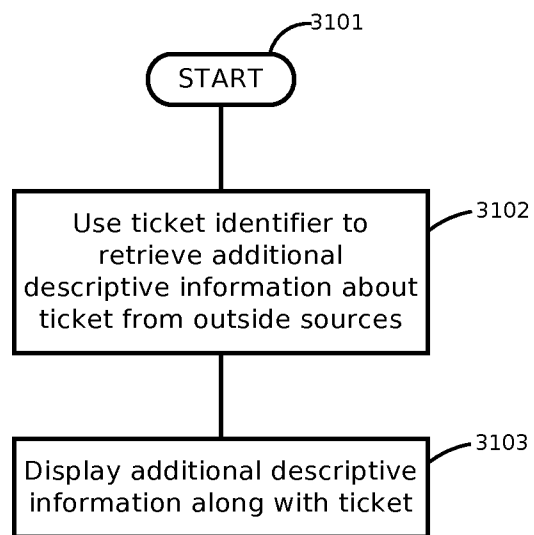 3101
START
3102
Use ticket identifier to
retrieve additional
descriptive information about
ticket from outside sources
3103
Display additional descriptive
information along with ticket